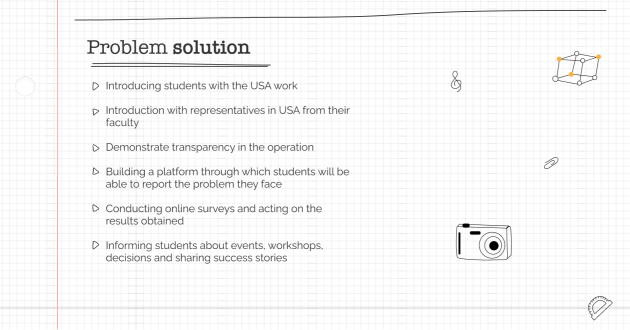 Problem solution
Introducing students with the USA work
Introduction with representatives in USA from their
faculty
Demonstrate transparency in the operation
Building a platform through which students will be
able to report the problem they face
Conducting online surveys and acting on the
results obtained
Informing students about events, workshops,
decisions and sharing success stories